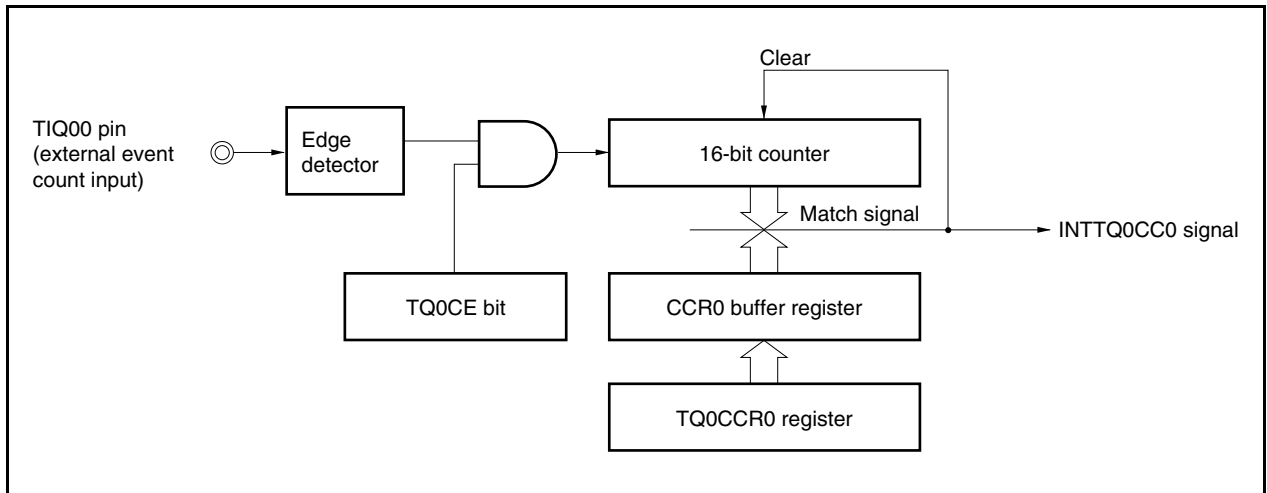 Clear
TIQ00 pin
(external event
count input)
Edge
detector
16-bit counter
Match signal
INTTQ0CC0 signal
TQ0CE bit
CCR0 buffer register
TQ0CCR0 register